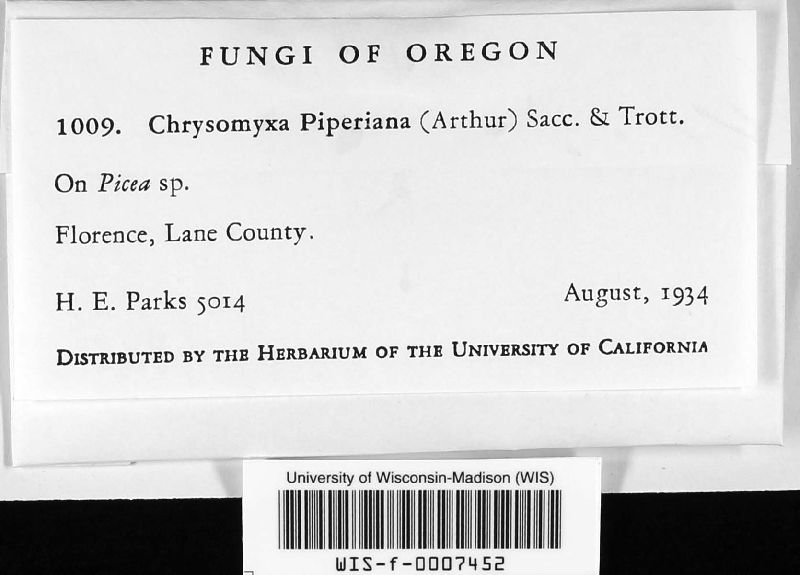 FUNGI OF OREGON
1009. Chrysomyxa Piperiana (Arthur) Sacc. & Trott.
On Picea sp.
Florence, Lane County.
H. E. Parks 5014 August, 1934
DISTRIBUTED BY THE HERBARIUM OF THE UNIVERSITY OF CALIFORNIA
University of Wisconsin-Madison (WIS)
WIS-f-0007452